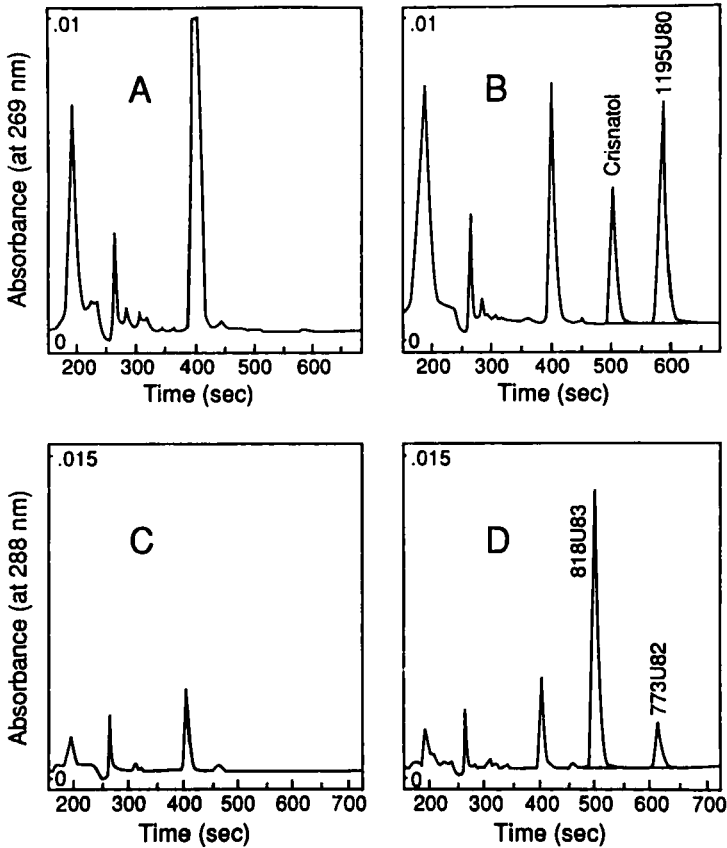 Absorbance (at 269 nm)
.01
A
0
200 300 400 500 600
Time (sec)
.01
B
Crisnatol
1195U80
0
200 300 400 500 600
Time (sec)
Absorbance (at 288 nm)
.015
C
0
200 300 400 500 600 700
Time (sec)
.015
D
818U83
773U82
0
200 300 400 500 600 700
Time (sec)